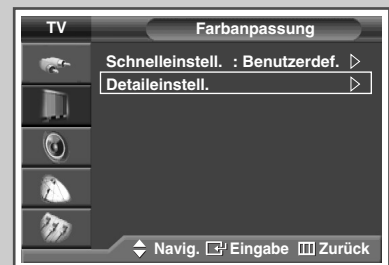 TV Farbanpassung
Schnelleinstell. : Benutzerdef.
Detaileinstell.
Navig. Eingabe Zurück